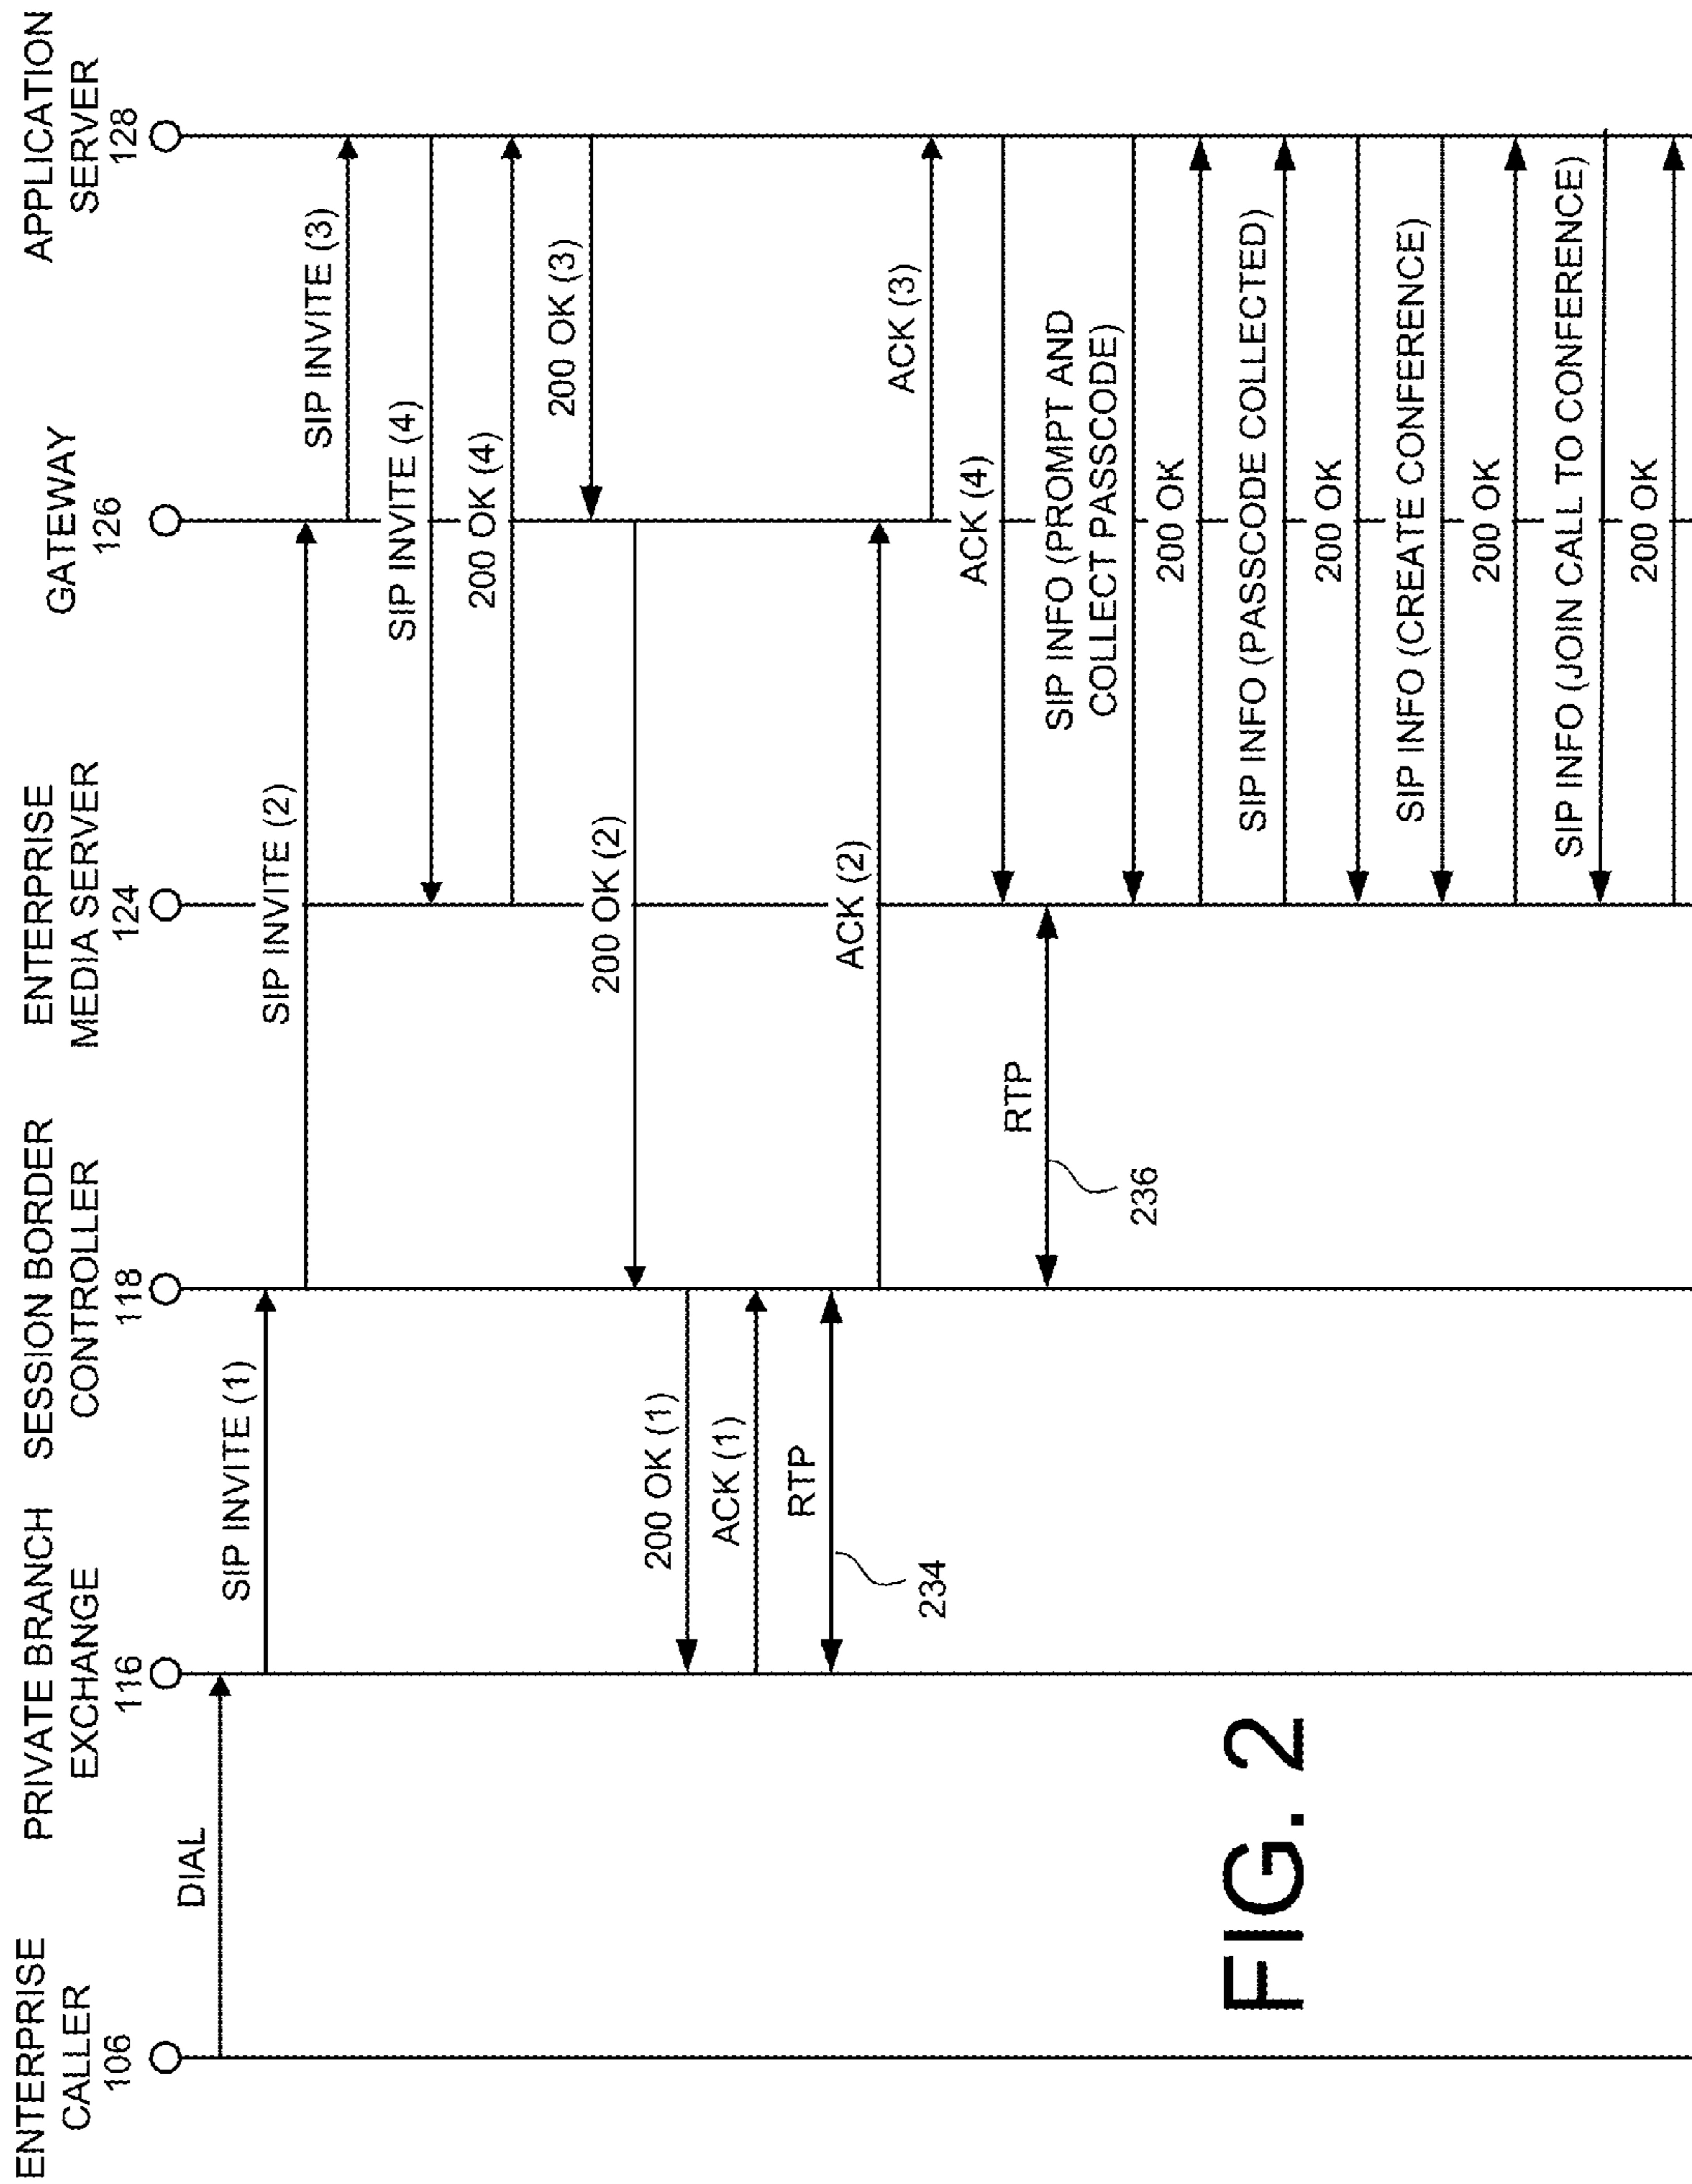 ENTERPRISE
CALLER
106
PRIVATE BRANCH
EXCHANGE
116
SESSION BORDER
CONTROLLER
118
ENTERPRISE
MEDIA SERVER
124
GATEWAY
126
APPLICATION
SERVER
128
DIAL
SIP INVITE (1)
SIP INVITE (2)
SIP INVITE (3)
SIP INVITE (4)
200 OK (4)
200 OK (3)
200 OK (2)
200 OK (1)
ACK (1)
RTP
234
ACK (2)
ACK (3)
ACK (4)
RTP
236
SIP INFO (PROMPT AND
COLLECT PASSCODE)
200 OK
SIP INFO (PASSCODE COLLECTED)
200 OK
SIP INFO (CREATE CONFERENCE)
200 OK
SIP INFO (JOIN CALL TO CONFERENCE)
200 OK
FIG. 2